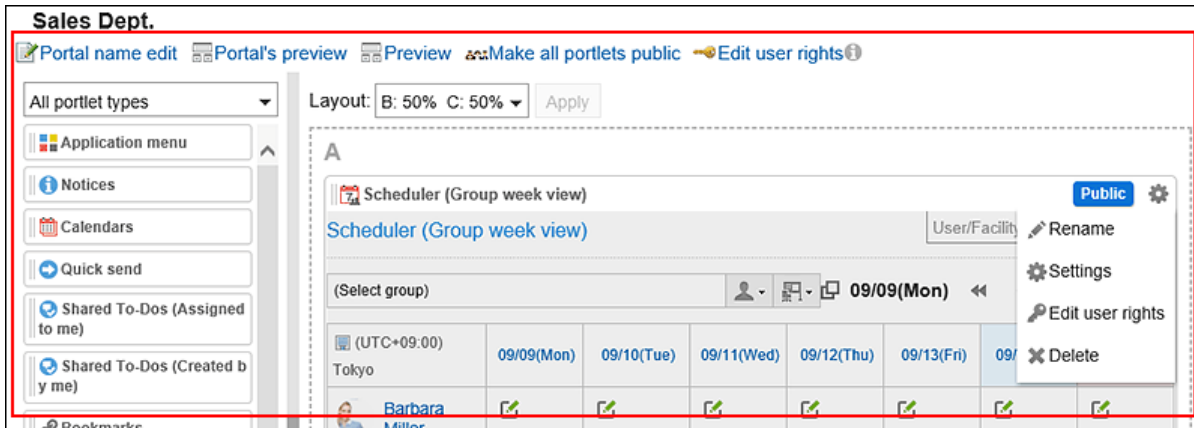 Sales Dept.
Portal name edit Portal's preview Preview Make all portlets public Edit user rights
All portlet types
Layout: B: 50% C: 50% Apply
Application menu
Notices
Calendars
Quick send
Shared To-Dos (Assigned
to me)
Shared To-Dos (Created b
y me)
Bookmarks
A
Scheduler (Group week view) Public
Scheduler (Group week view) User/Facility
Rename
Settings
Edit user rights
Delete
(Select group) 09/09(Mon)
(UTC+09:00)
Tokyo
09/09(Mon) 09/10(Tue) 09/11(Wed) 09/12(Thu) 09/13(Fri) 09/
Barbara
Miller